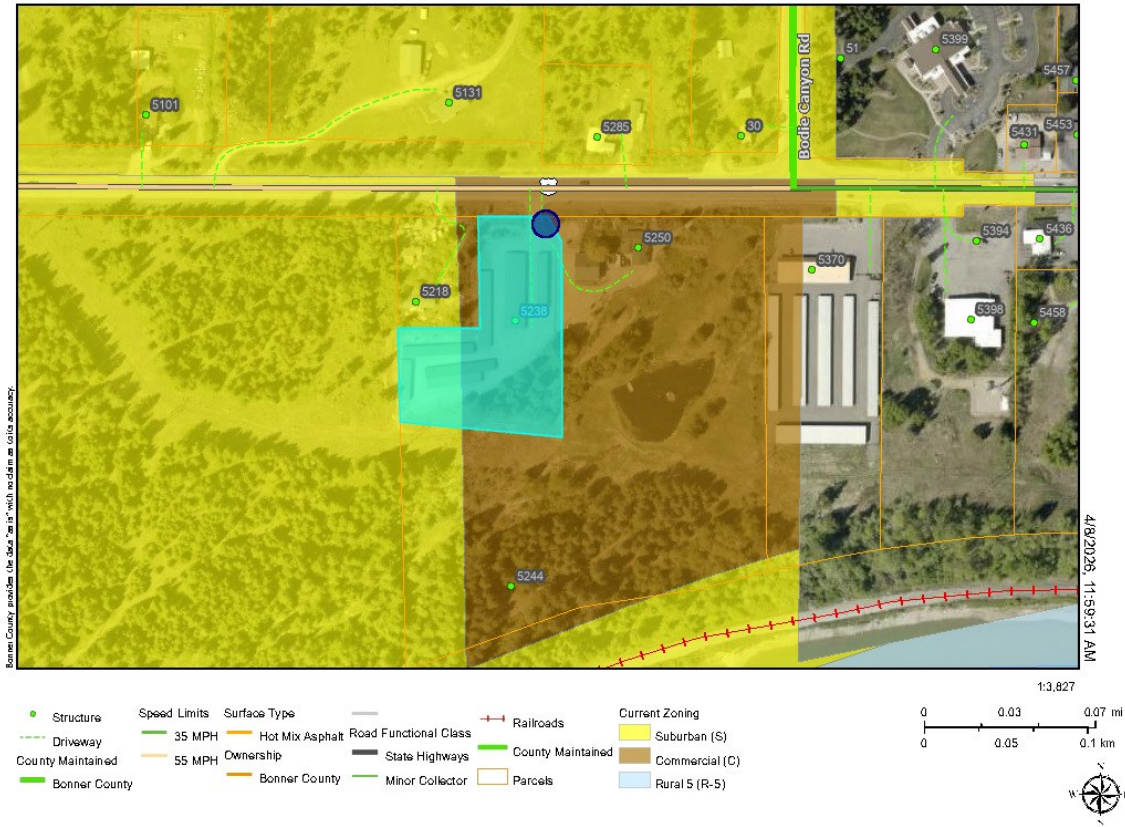 5101
5131
5285
30
Bodie Canyon Rd
51
5399
5457
5431
5453
5218
5238
5250
5370
5394
5436
5398
5458
5244
Bonner County provides the data "as is" with no claim as to its accuracy.
4/8/2026, 11:59:31 AM
1:3,827
Structure
Driveway
County Maintained
Bonner County
Speed Limits
35 MPH
55 MPH
Surface Type
Hot Mix Asphalt
Ownership
Bonner County
Road Functional Class
State Highways
Minor Collector
Railroads
County Maintained
Parcels
Current Zoning
Suburban (S)
Commercial (C)
Rural 5 (R-5)
0 0.03 0.07 mi
0 0.05 0.1 km
N
W